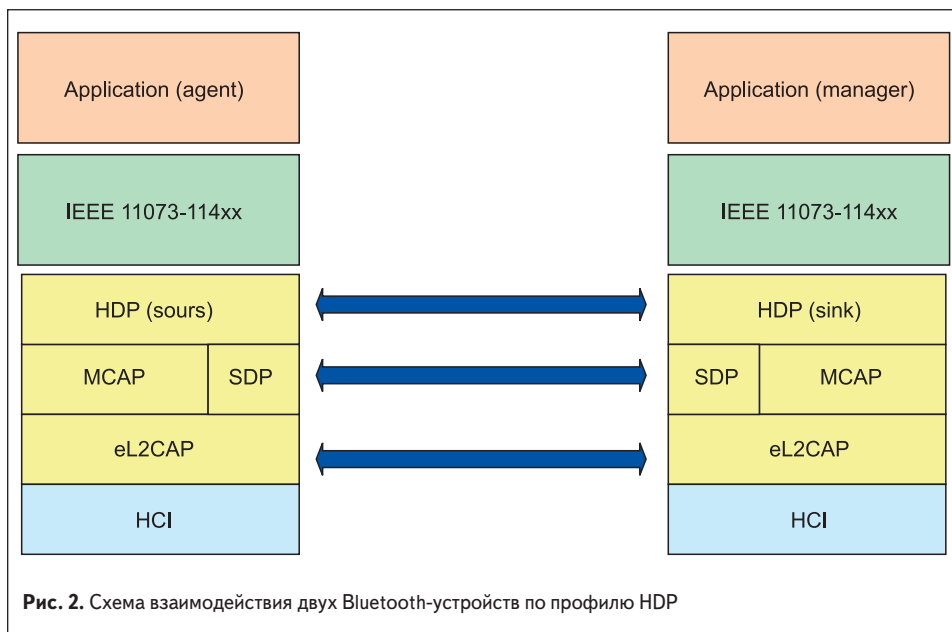 Application (agent)
Application (manager)
IEEE 11073-114xx
IEEE 11073-114xx
HDP (sours)
HDP (sink)
MCAP
SDP
SDP
MCAP
eL2CAP
eL2CAP
HCI
HCI
Рис. 2. Схема взаимодействия двух Bluetooth-устройств по профилю HDP